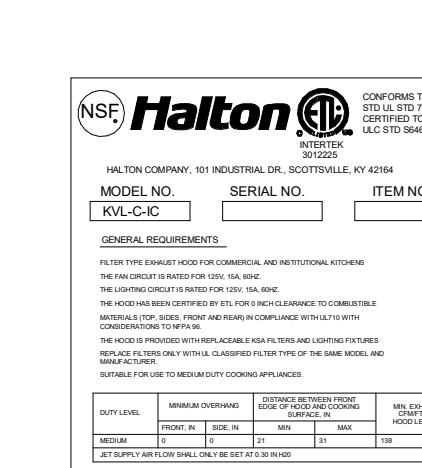 NSF
Halton
ETL
C LISTED US
INTERTEK
3012225
CONFORMS T
STD UL STD 7
CERTIFIED TO
ULC STD S646
HALTON COMPANY, 101 INDUSTRIAL DR., SCOTTSVILLE, KY 42164
MODEL NO. SERIAL NO. ITEM NO
KVL-C-IC
GENERAL REQUIREMENTS
FILTER TYPE EXHAUST HOOD FOR COMMERCIAL AND INSTITUTIONAL KITCHENS
THE FAN CIRCUIT IS RATED FOR 125V, 15A, 60HZ.
THE LIGHTING CIRCUIT IS RATED FOR 125V, 15A, 60HZ.
THE HOOD HAS BEEN CERTIFIED BY ETL FOR 0 INCH CLEARANCE TO COMBUSTIBLE
MATERIALS (TOP, SIDES, FRONT AND REAR) IN COMPLIANCE WITH UL710 WITH
CONSIDERATIONS TO NFPA 96.
THE HOOD IS PROVIDED WITH REPLACEABLE KSA FILTERS AND LIGHTING FIXTURES
REPLACE FILTERS ONLY WITH UL CLASSIFIED FILTER TYPE OF THE SAME MODEL AND
MANUFACTURER.
SUITABLE FOR USE TO MEDIUM DUTY COOKING APPLIANCES.
DUTY LEVEL
MINIMUM OVERHANG
DISTANCE BETWEEN FRONT
EDGE OF HOOD AND COOKING
SURFACE, IN
MIN. EXH
CFM/FT
HOOD LE
FRONT, IN SIDE, IN MIN MAX
MEDIUM 0 0 21 31 138
JET SUPPLY AIR FLOW SHALL ONLY BE SET AT 0.30 IN H20